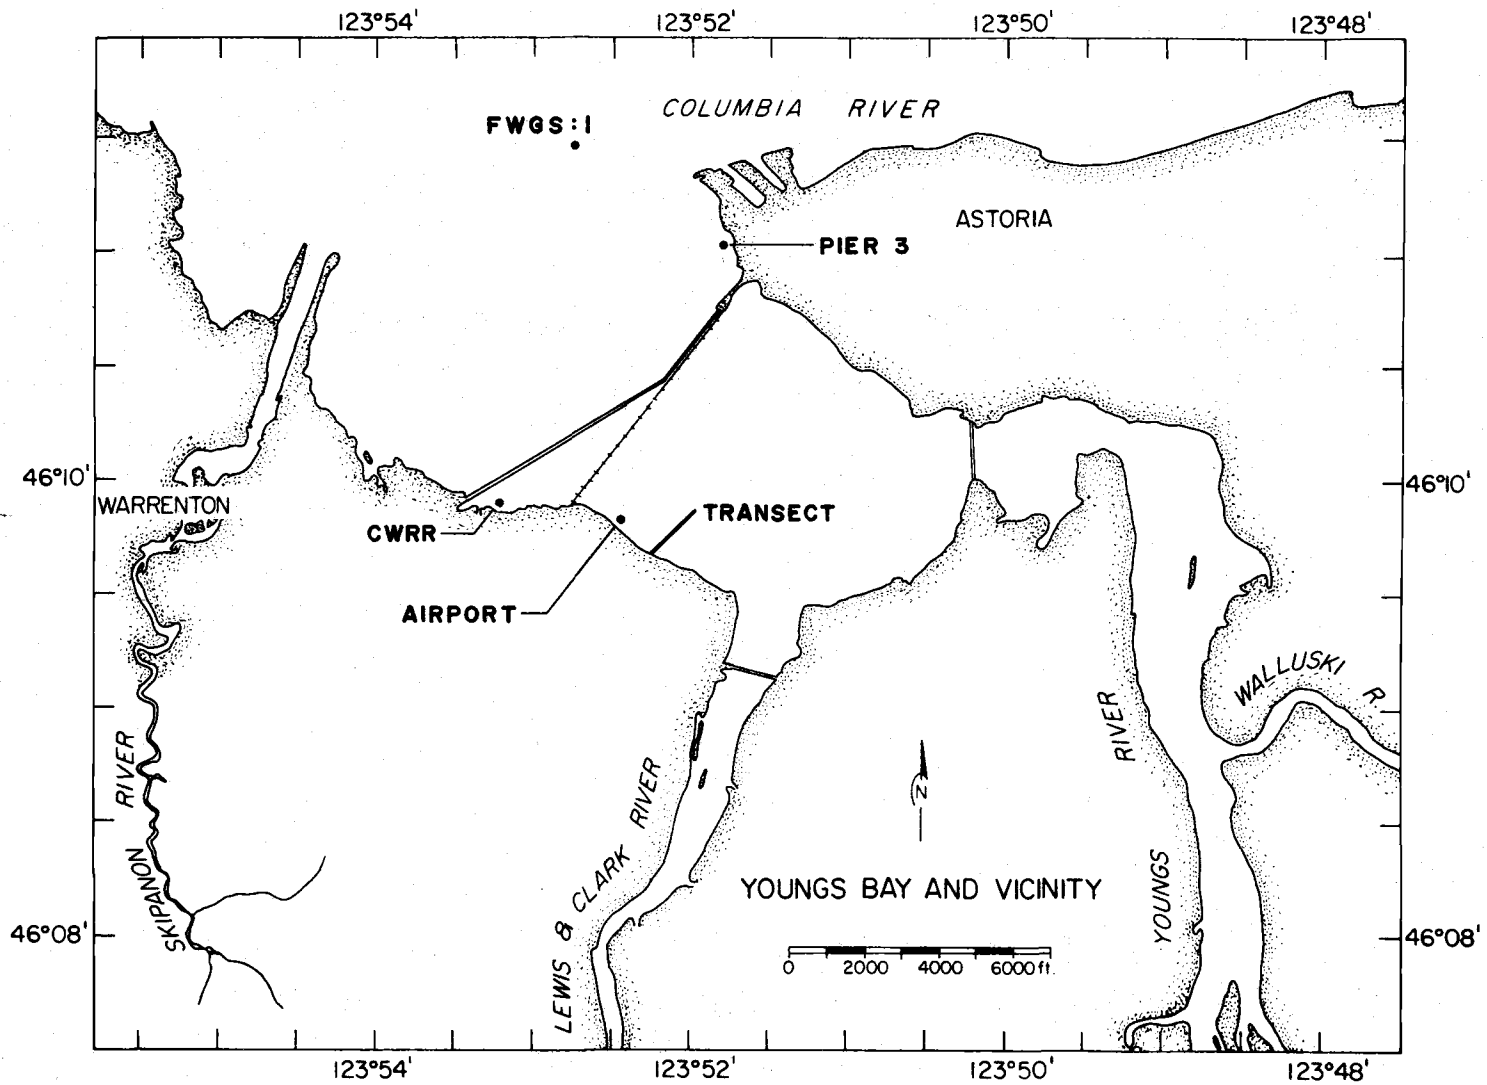 123°54' 123°52' 123°50' 123°48'
COLUMBIA RIVER
FWGS:1
ASTORIA
PIER 3
46°10' 46°10'
WARRENTON
TRANSECT
CWRR
AIRPORT
WALLUSKI R.
SKIPANON RIVER
LEWIS & CLARK RIVER
YOUNGS RIVER
N
YOUNGS BAY AND VICINITY
46°08' 46°08'
0 2000 4000 6000 ft.
123°54' 123°52' 123°50' 123°48'